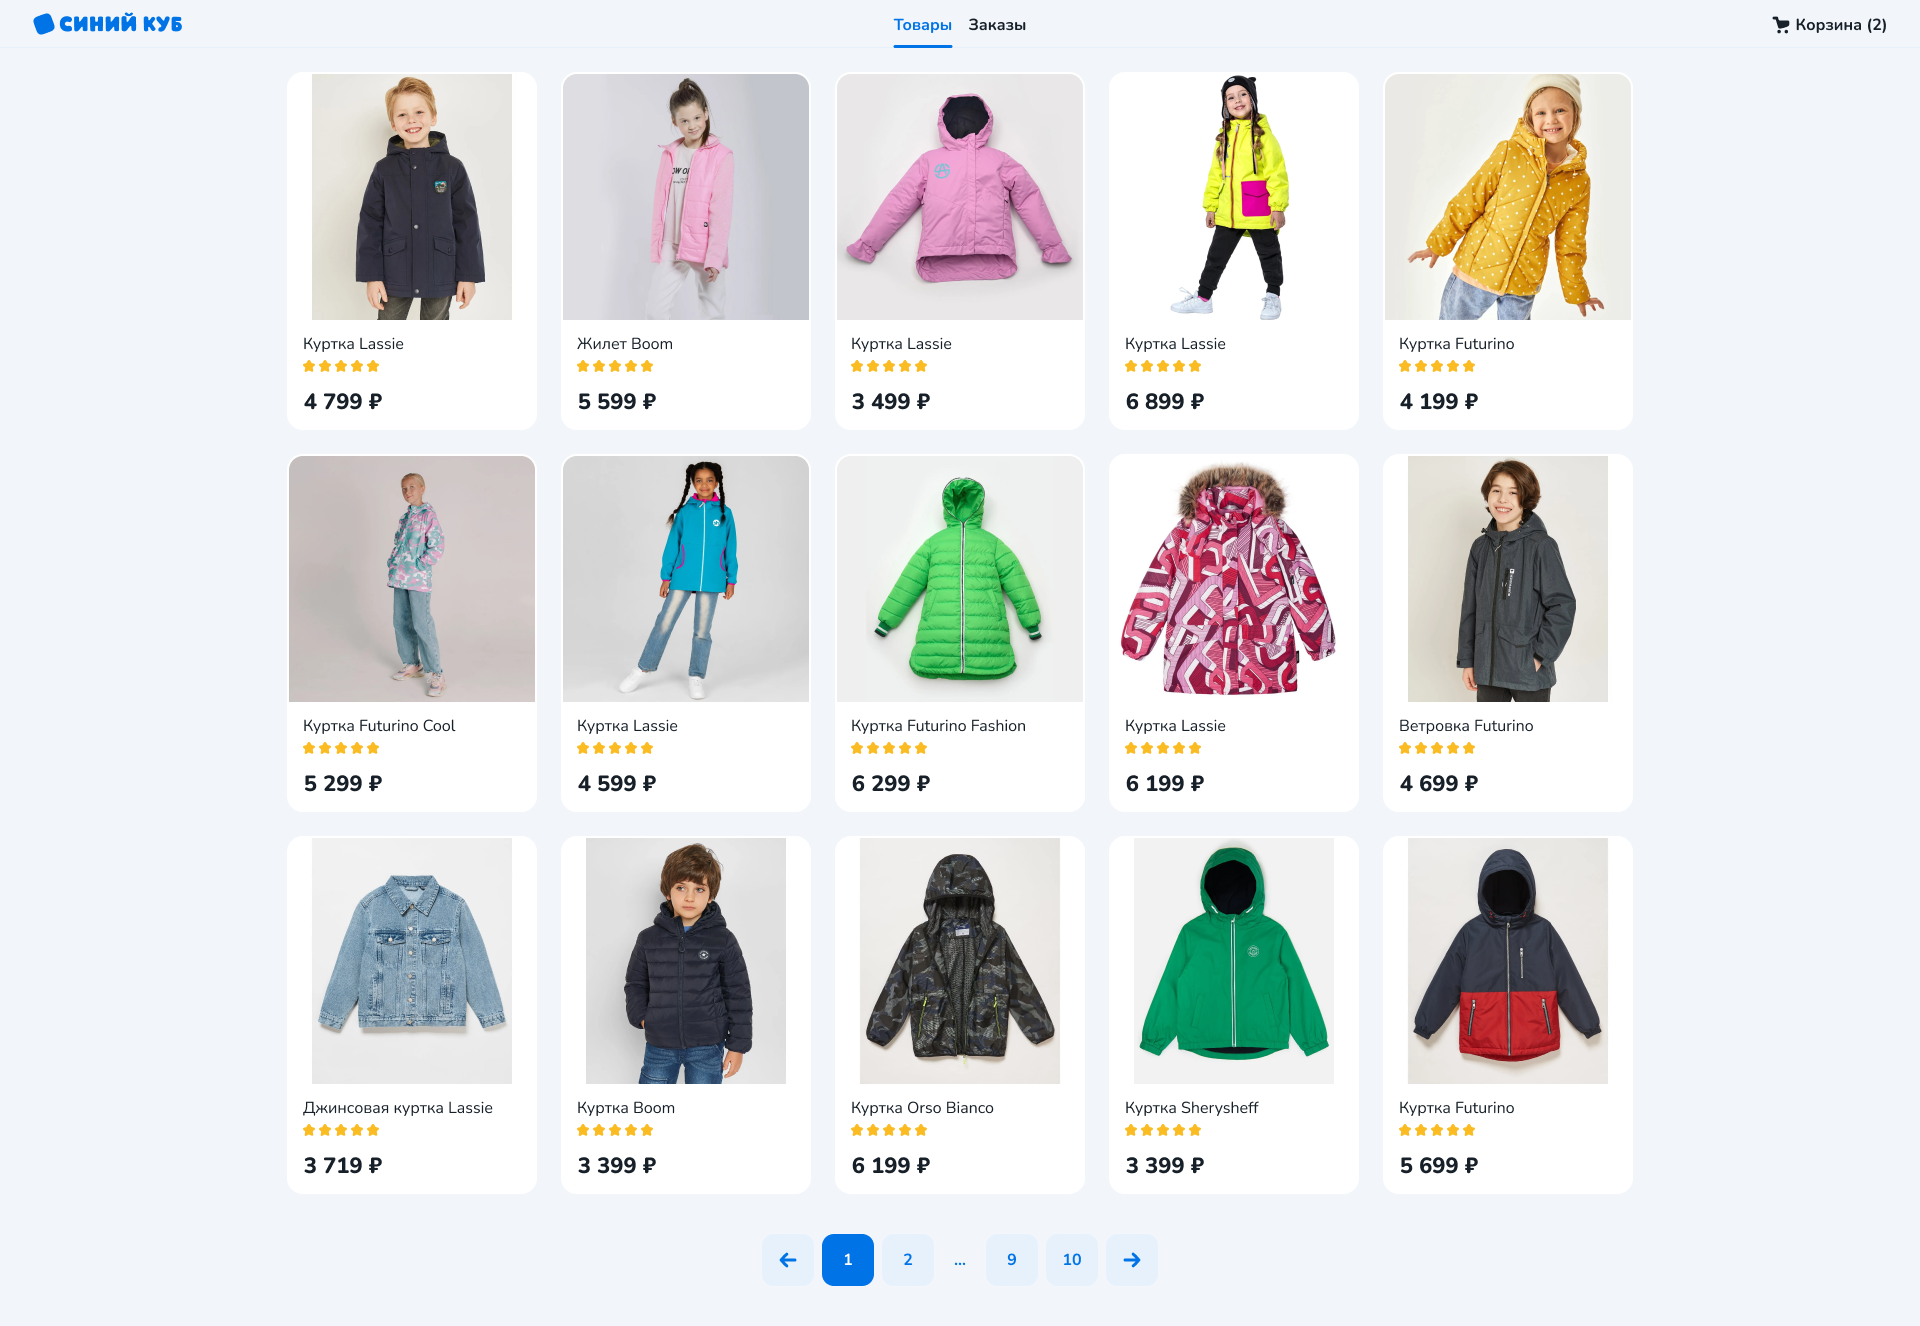 СИНИЙ КУБ
Товары Заказы
Корзина (2)
Куртка Lassie
4 799 ₽
Жилет Boom
5 599 ₽
Куртка Lassie
3 499 ₽
Куртка Lassie
6 899 ₽
Куртка Futurino
4 199 ₽
Куртка Futurino Cool
5 299 ₽
Куртка Lassie
4 599 ₽
Куртка Futurino Fashion
6 299 ₽
Куртка Lassie
6 199 ₽
Ветровка Futurino
4 699 ₽
Джинсовая куртка Lassie
3 719 ₽
Куртка Boom
3 399 ₽
Куртка Orso Bianco
6 199 ₽
Куртка Sherysheff
3 399 ₽
Куртка Futurino
5 699 ₽
1 2 ... 9 10